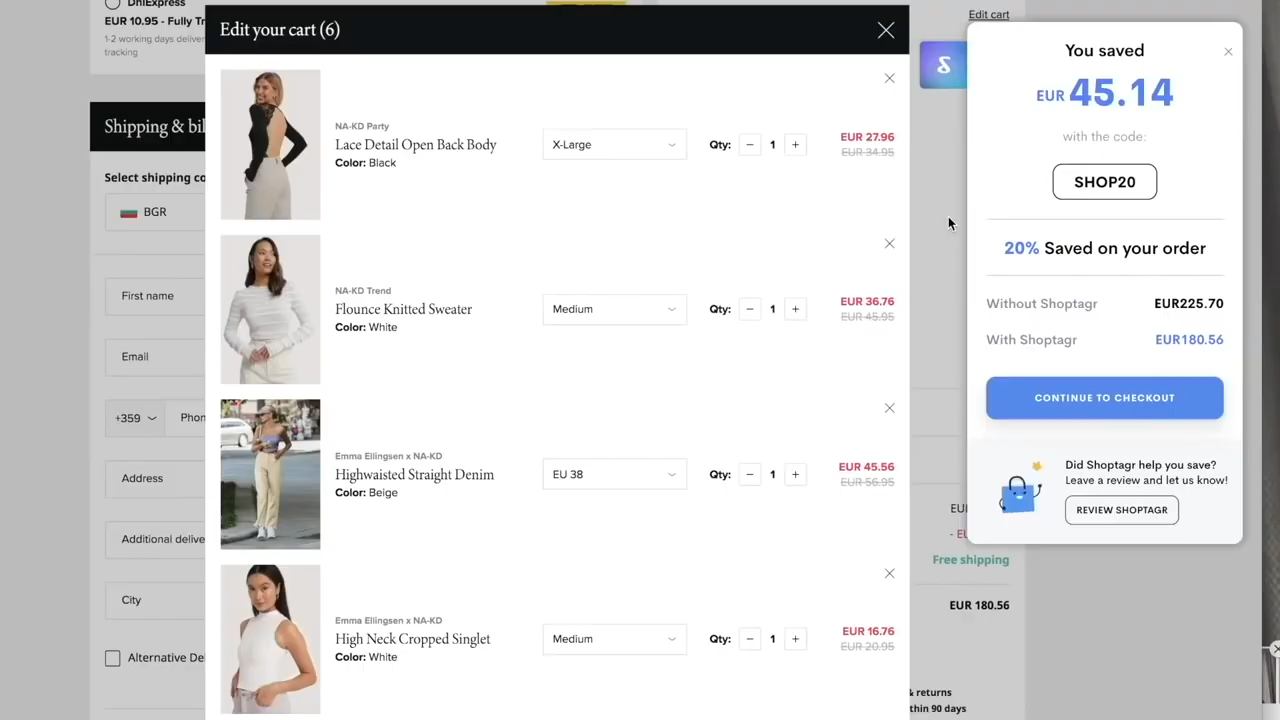 DhlExpress
EUR 10.95 - Fully Tr
1-2 working days deliver
tracking
Shipping & bil
Select shipping co
BGR
First name
Email
+359
Phon
Address
Additional delive
City
Alternative De
Edit your cart (6)
NA-KD Party
Lace Detail Open Back Body
Color: Black
X-Large
Qty: − 1 +
EUR 27.96
EUR 34.95
NA-KD Trend
Flounce Knitted Sweater
Color: White
Medium
Qty: − 1 +
EUR 36.76
EUR 45.95
Emma Ellingsen x NA-KD
Highwaisted Straight Denim
Color: Beige
EU 38
Qty: − 1 +
EUR 45.56
EUR 56.95
Emma Ellingsen x NA-KD
High Neck Cropped Singlet
Color: White
Medium
Qty: − 1 +
EUR 16.76
EUR 20.95
Edit cart
EU
- EU
Free shipping
EUR 180.56
& returns
thin 90 days
You saved
EUR 45.14
with the code:
SHOP20
20% Saved on your order
Without Shoptagr EUR225.70
With Shoptagr EUR180.56
CONTINUE TO CHECKOUT
Did Shoptagr help you save?
Leave a review and let us know!
REVIEW SHOPTAGR